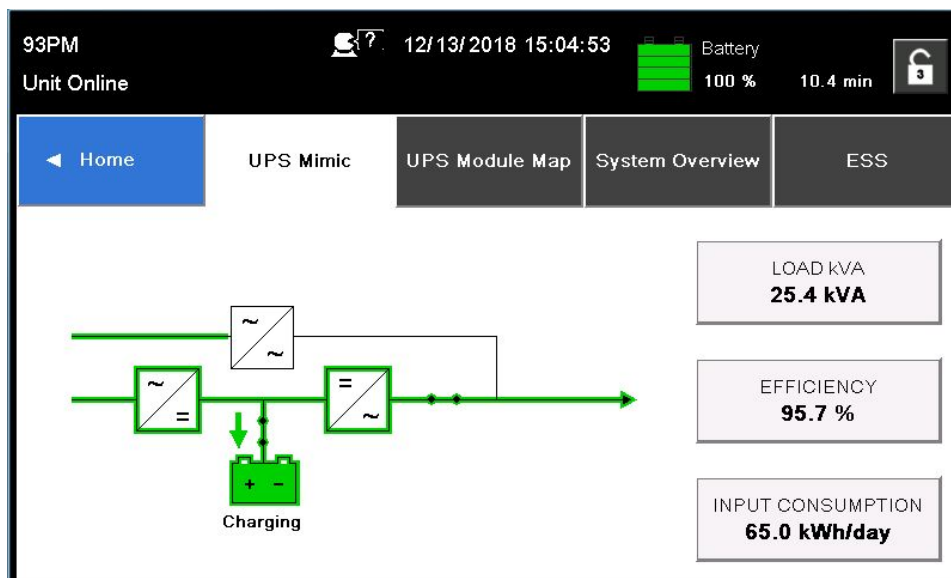 93PM
?
12/13/2018 15:04:53
Battery
Unit Online
100 %
10.4 min
3
◄ Home
UPS Mimic
UPS Module Map
System Overview
ESS
LOAD kVA
25.4 kVA
~
~
~
=
=
~
EFFICIENCY
95.7 %
+ -
Charging
INPUT CONSUMPTION
65.0 kWh/day